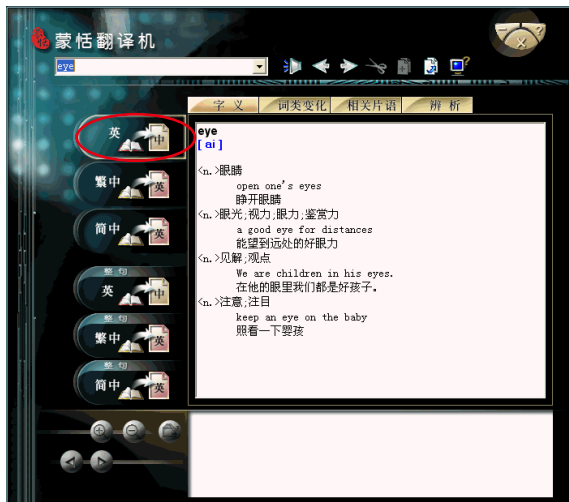 蒙恬翻译机
eye
字义 词类变化 相关片语 辨析
英 中
繁中 英
简中 英
整句
英 中
整句
繁中 英
整句
简中 英
eye
[ ai ]
<n.>眼睛
open one's eyes
睁开眼睛
<n.>眼光;视力;眼力;鉴赏力
a good eye for distances
能望到远处的好眼力
<n.>见解;观点
We are children in his eyes.
在他的眼里我们都是好孩子。
<n.>注意;注目
keep an eye on the baby
照看一下婴孩